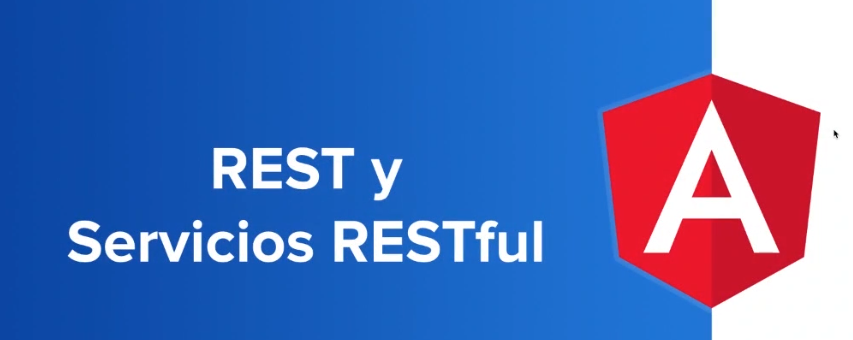 REST y
Servicios RESTful
A